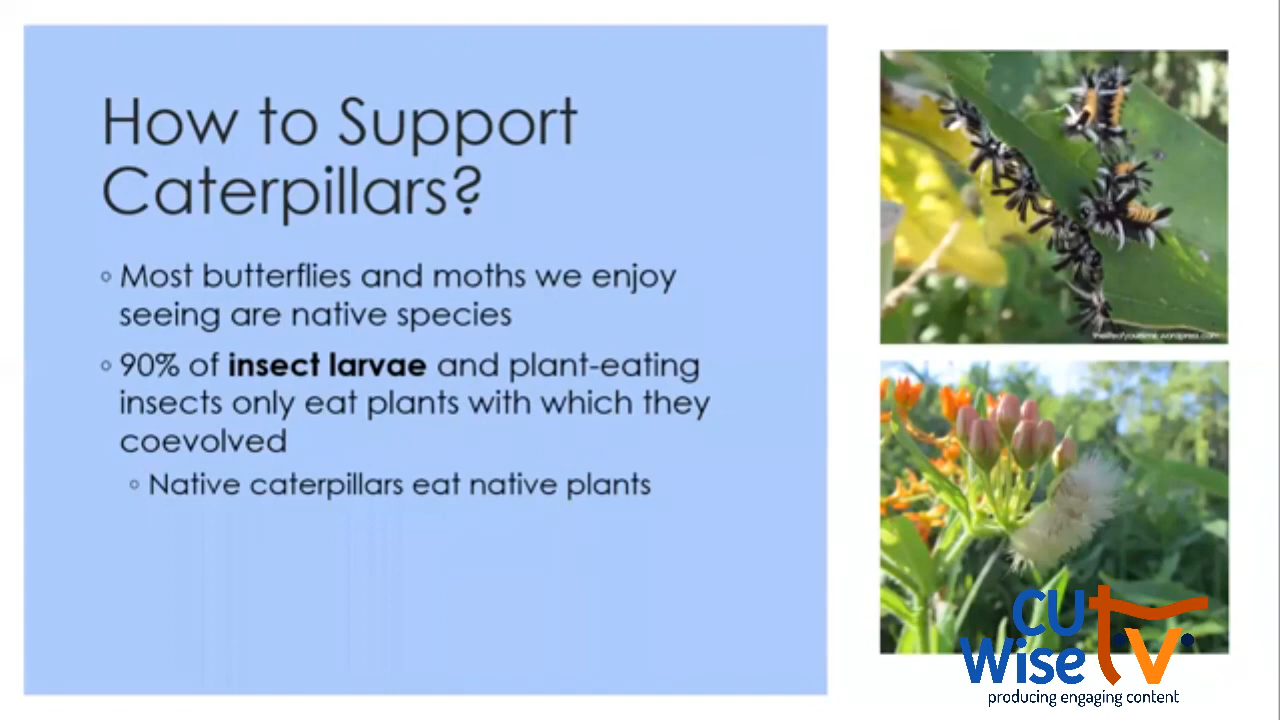 How to Support
Caterpillars?
◦ Most butterflies and moths we enjoy
seeing are native species
◦ 90% of insect larvae and plant-eating
insects only eat plants with which they
coevolved
◦ Native caterpillars eat native plants
CU
Wise tv
producing engaging content